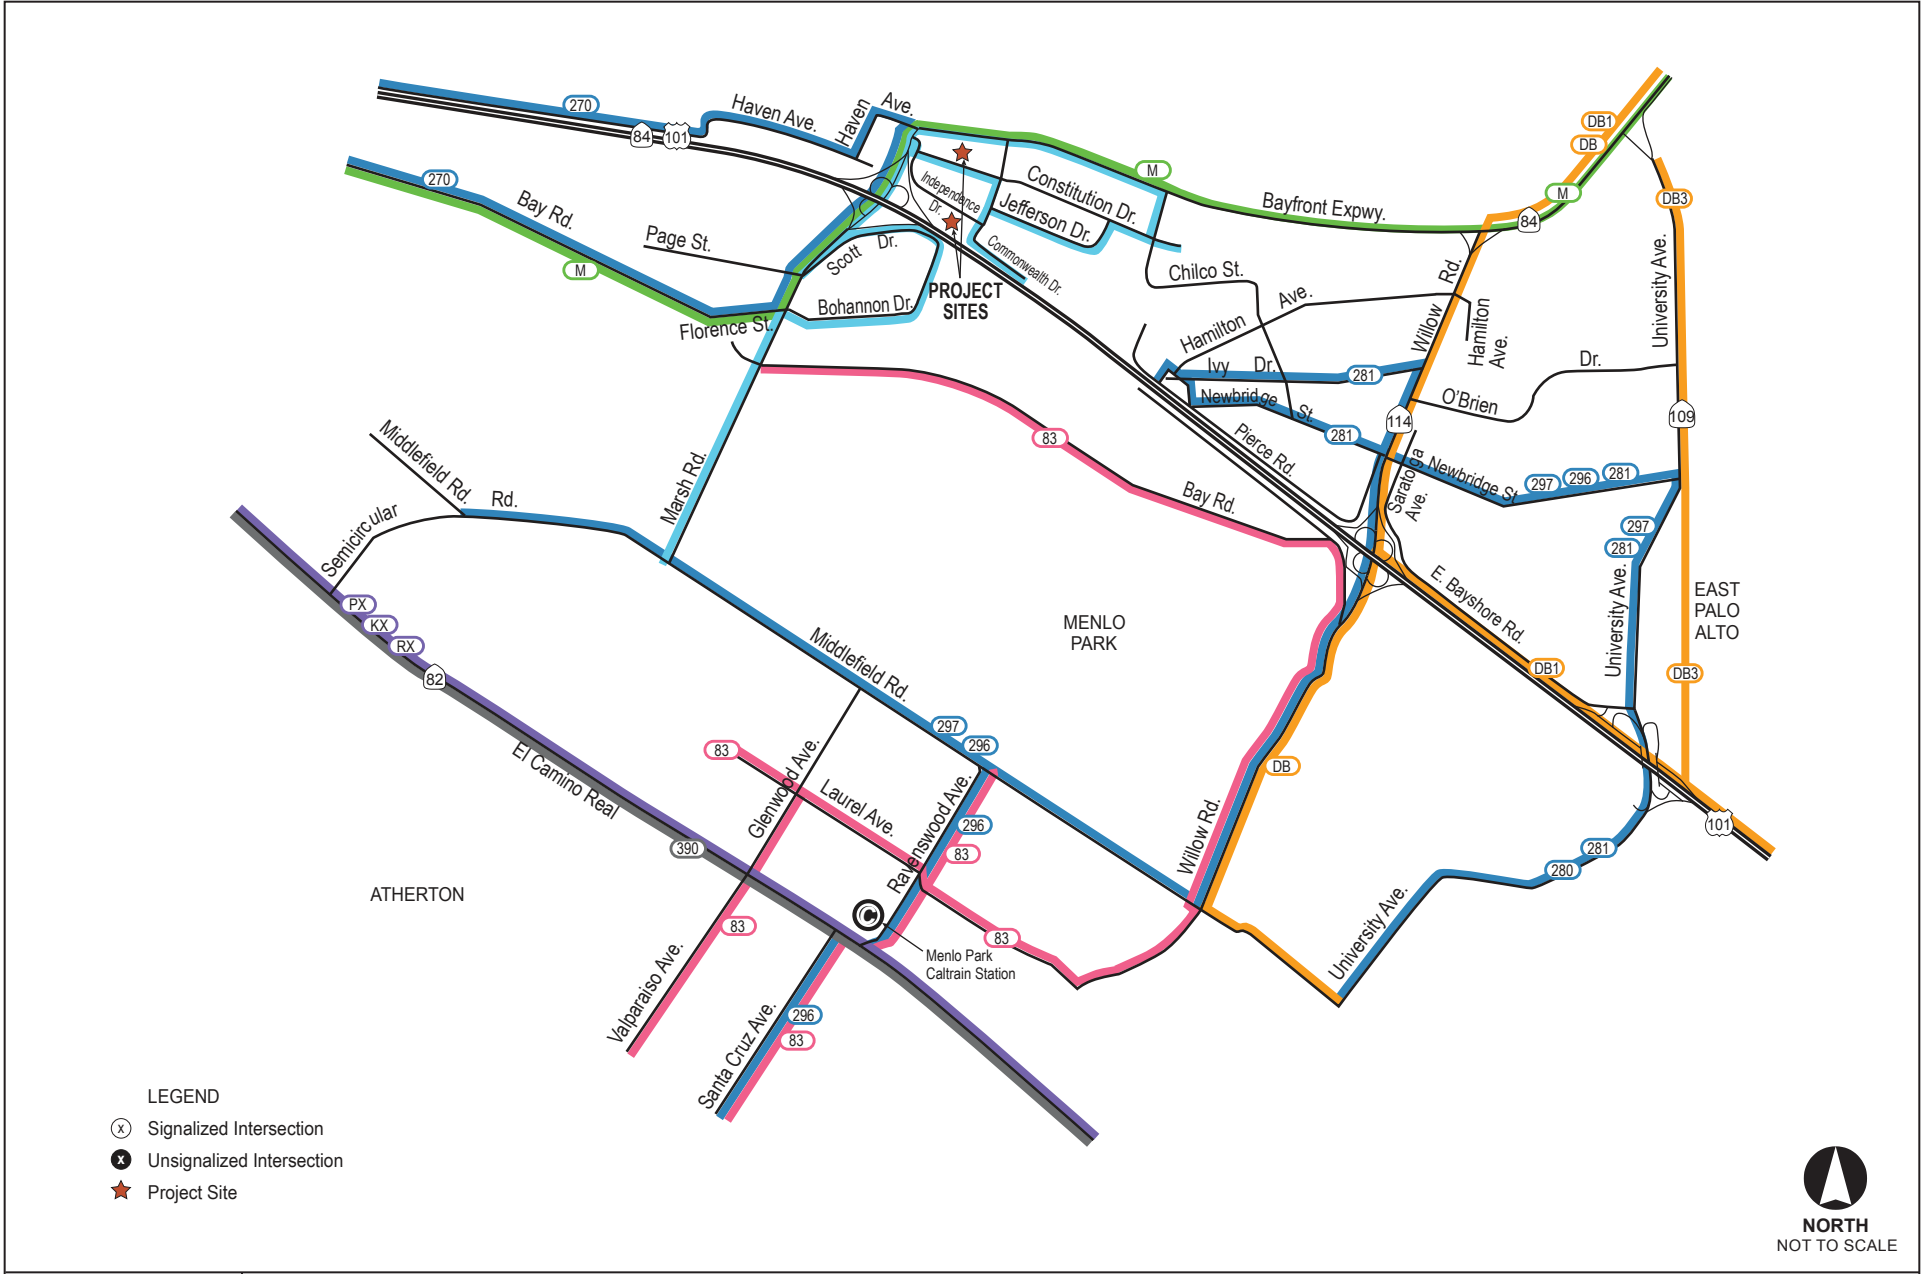 270
84
101
Haven Ave.
Haven
Ave.
270
Bay Rd.
M
Page St.
Florence St.
Scott Dr.
Bohannon Dr.
Independence
Dr.
Constitution Dr.
Jefferson Dr.
Commonwealth Dr.
PROJECT
SITES
M
Bayfront Expwy.
DB1
DB
M
84
DB3
University Ave.
Chilco St.
Hamilton Ave.
Willow Rd.
Hamilton
Ave.
Ivy Dr.
281
Newbridge St.
281
114
O'Brien Dr.
109
Pierce Rd.
Saratoga
Ave.
Newbridge St.
297
296
281
297
281
University Ave.
EAST
PALO
ALTO
DB3
E. Bayshore Rd.
DB1
83
Bay Rd.
Marsh Rd.
Middlefield Rd.
Semicircular Rd.
PX
KX
RX
82
El Camino Real
390
MENLO
PARK
Middlefield Rd.
297
296
83
Glenwood Ave.
Laurel Ave.
Ravenswood Ave.
296
83
Willow Rd.
DB
101
281
280
University Ave.
ATHERTON
C
Menlo Park
Caltrain Station
83
83
Valparaiso Ave.
Santa Cruz Ave.
296
83
LEGEND
x Signalized Intersection
x Unsignalized Intersection
Project Site
NORTH
NOT TO SCALE